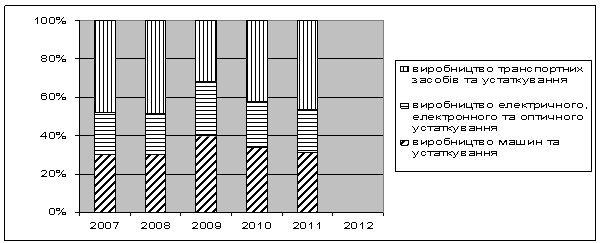 100%
80%
60%
40%
20%
0%
2007 2008 2009 2010 2011 2012
виробництво транспортних
засобів та устаткування
виробництво електричного,
електронного та оптичного
устаткування
виробництво машин та
устаткування